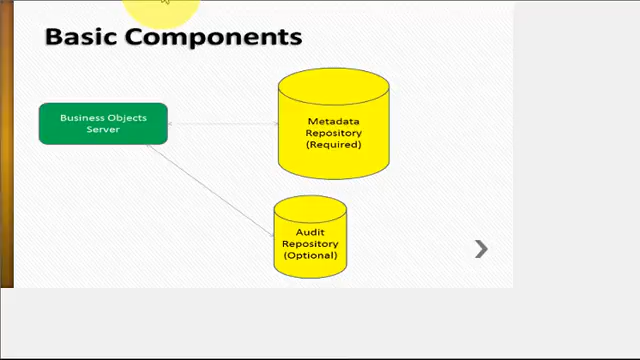 Basic Components
Business Objects
Server
Metadata
Repository
(Required)
Audit
Repository
(Optional)